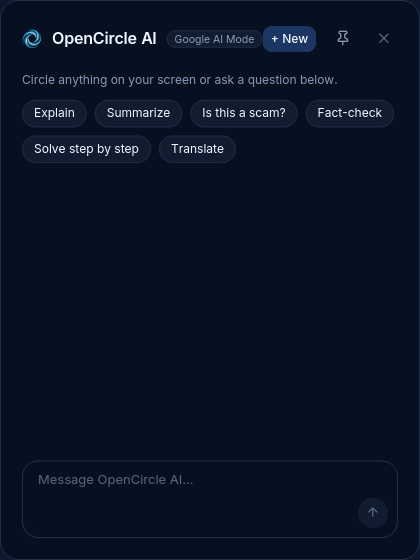 OpenCircle AI Google AI Mode + New
Circle anything on your screen or ask a question below.
Explain Summarize Is this a scam? Fact-check
Solve step by step Translate
Message OpenCircle AI...